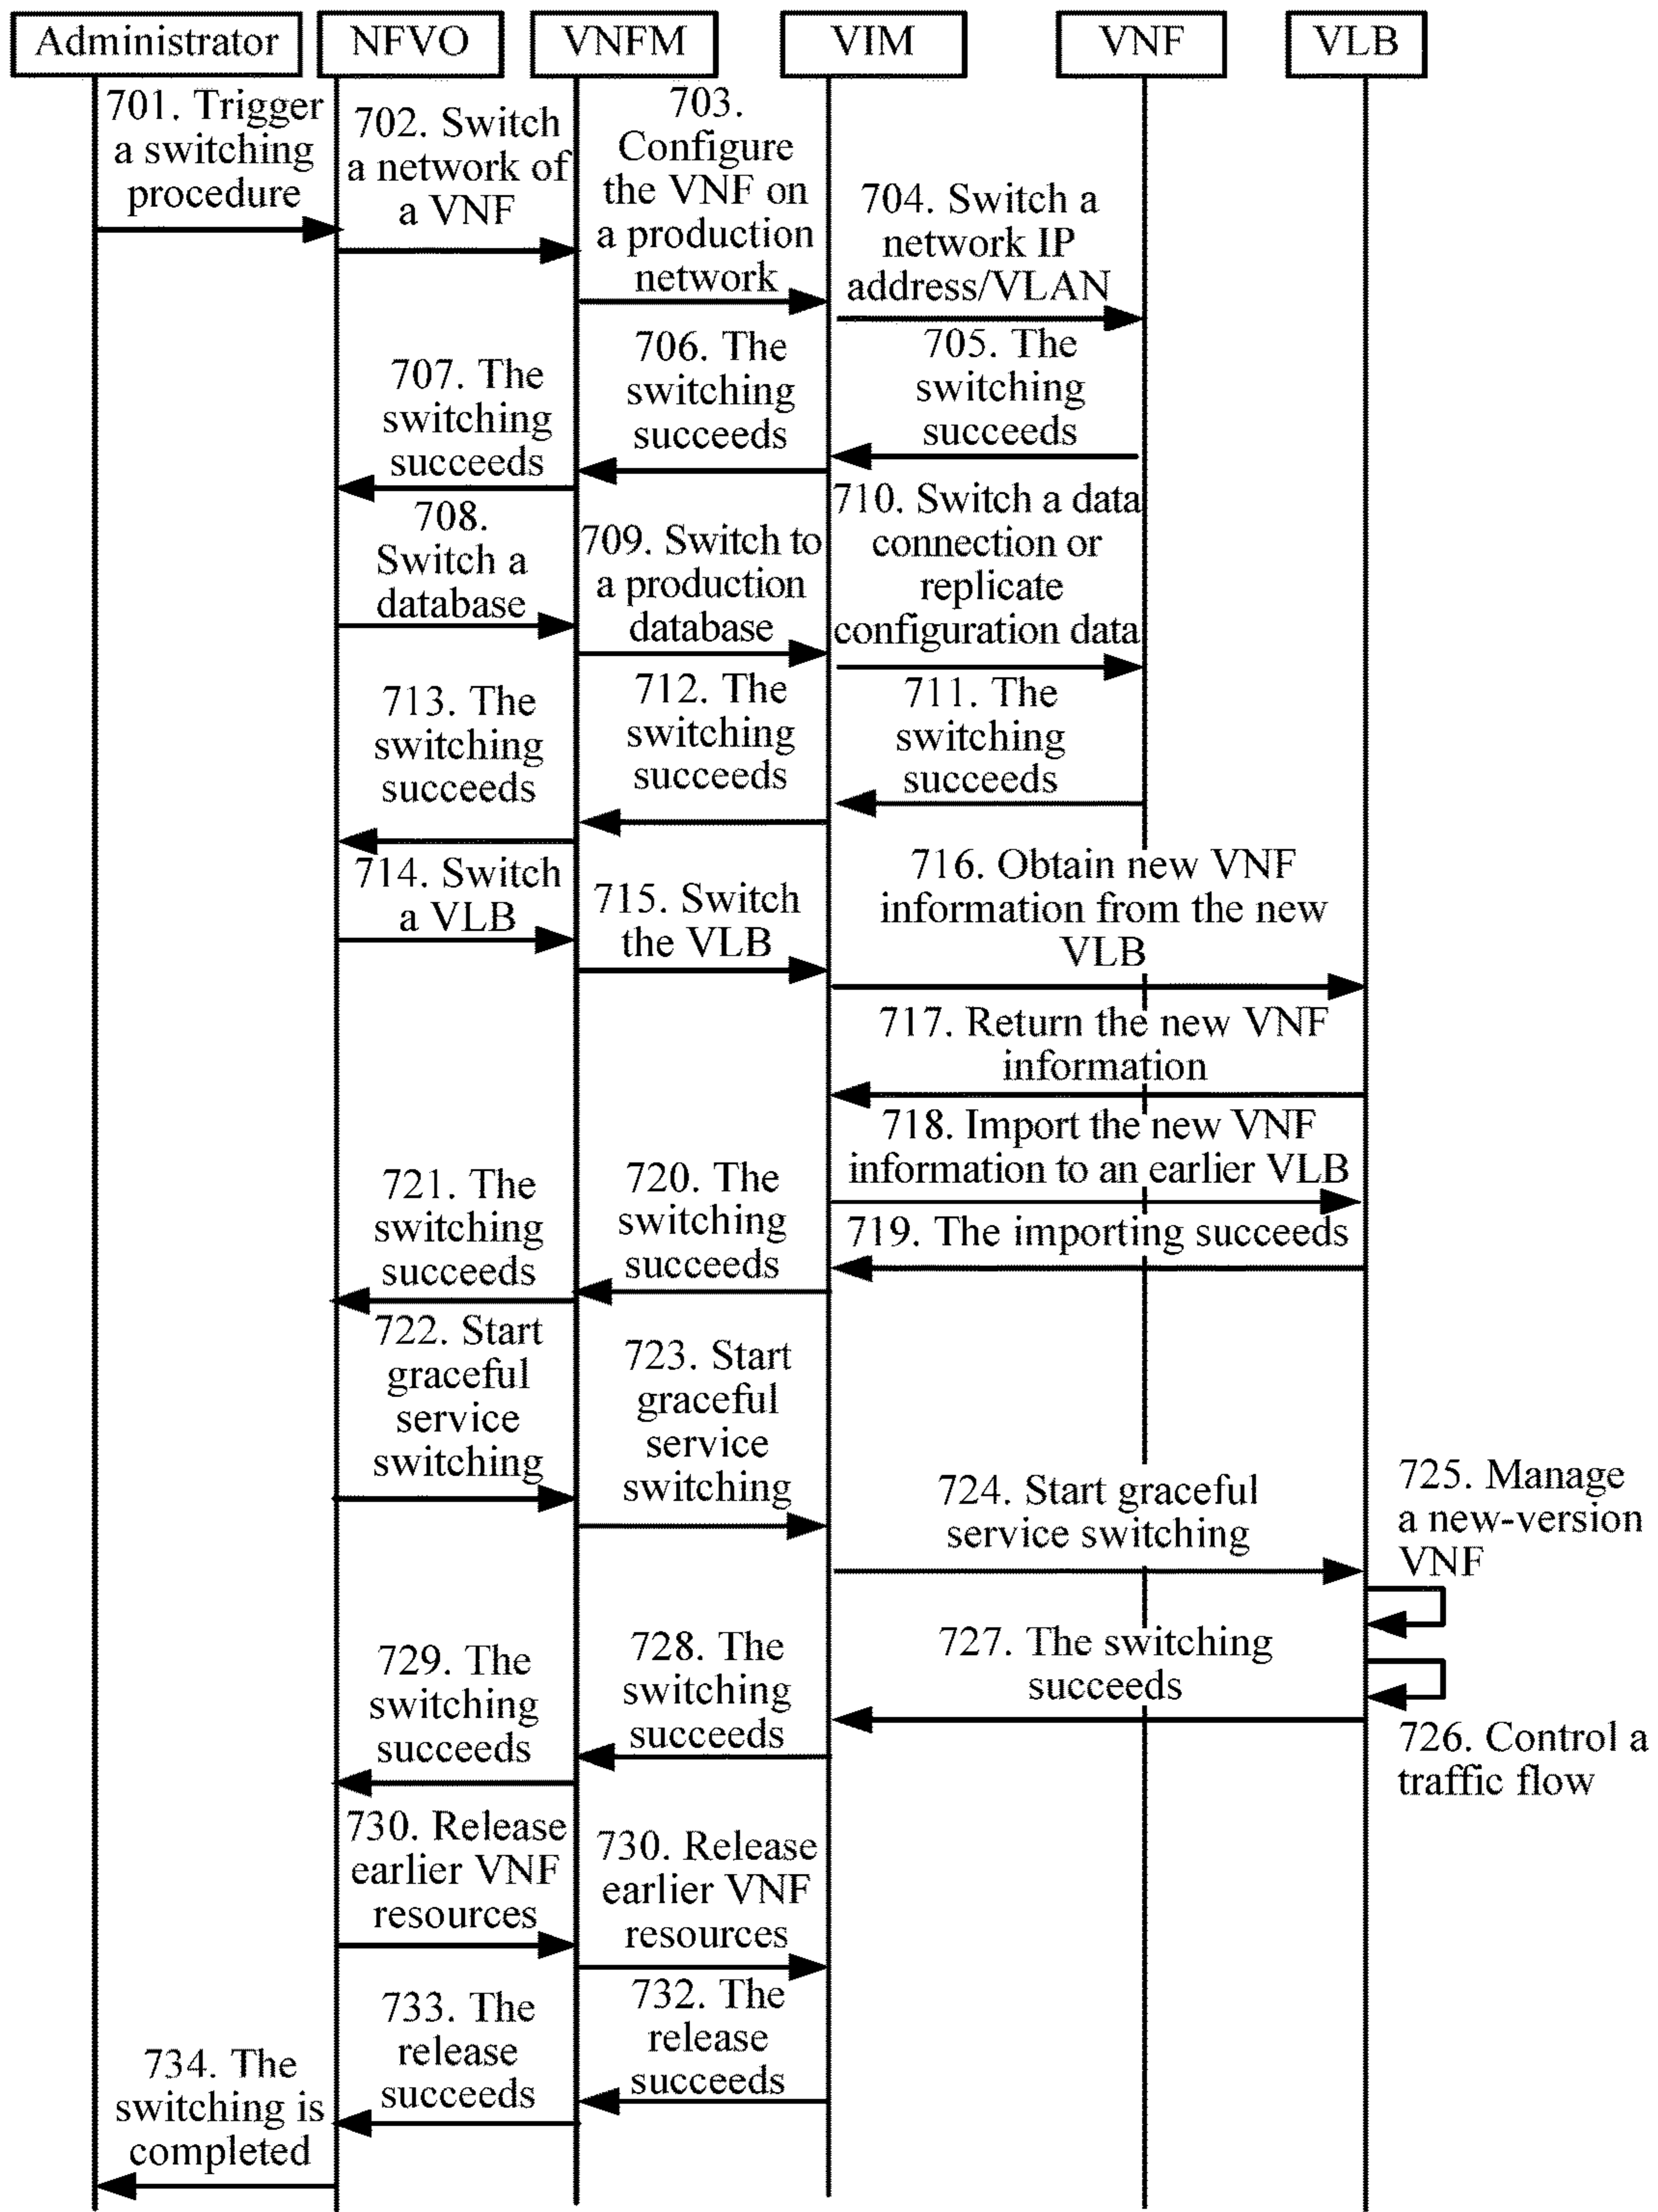 Administrator
NFVO
VNFM
VIM
VNF
VLB
701. Trigger
a switching
procedure
702. Switch
a network of
a VNF
703.
Configure
the VNF on
a production
network
704. Switch a
network IP
address/VLAN
705. The
switching
succeeds
706. The
switching
succeeds
707. The
switching
succeeds
708.
Switch a
database
709. Switch to
a production
database
710. Switch a data
connection or
replicate
configuration data
711. The
switching
succeeds
712. The
switching
succeeds
713. The
switching
succeeds
714. Switch
a VLB
715. Switch
the VLB
716. Obtain new VNF
information from the new
VLB
717. Return the new VNF
information
718. Import the new VNF
information to an earlier VLB
719. The importing succeeds
720. The
switching
succeeds
721. The
switching
succeeds
722. Start
graceful
service
switching
723. Start
graceful
service
switching
724. Start graceful
service switching
725. Manage
a new-version
VNF
726. Control a
traffic flow
727. The switching
succeeds
728. The
switching
succeeds
729. The
switching
succeeds
730. Release
earlier VNF
resources
730. Release
earlier VNF
resources
732. The
release
succeeds
733. The
release
succeeds
734. The
switching is
completed